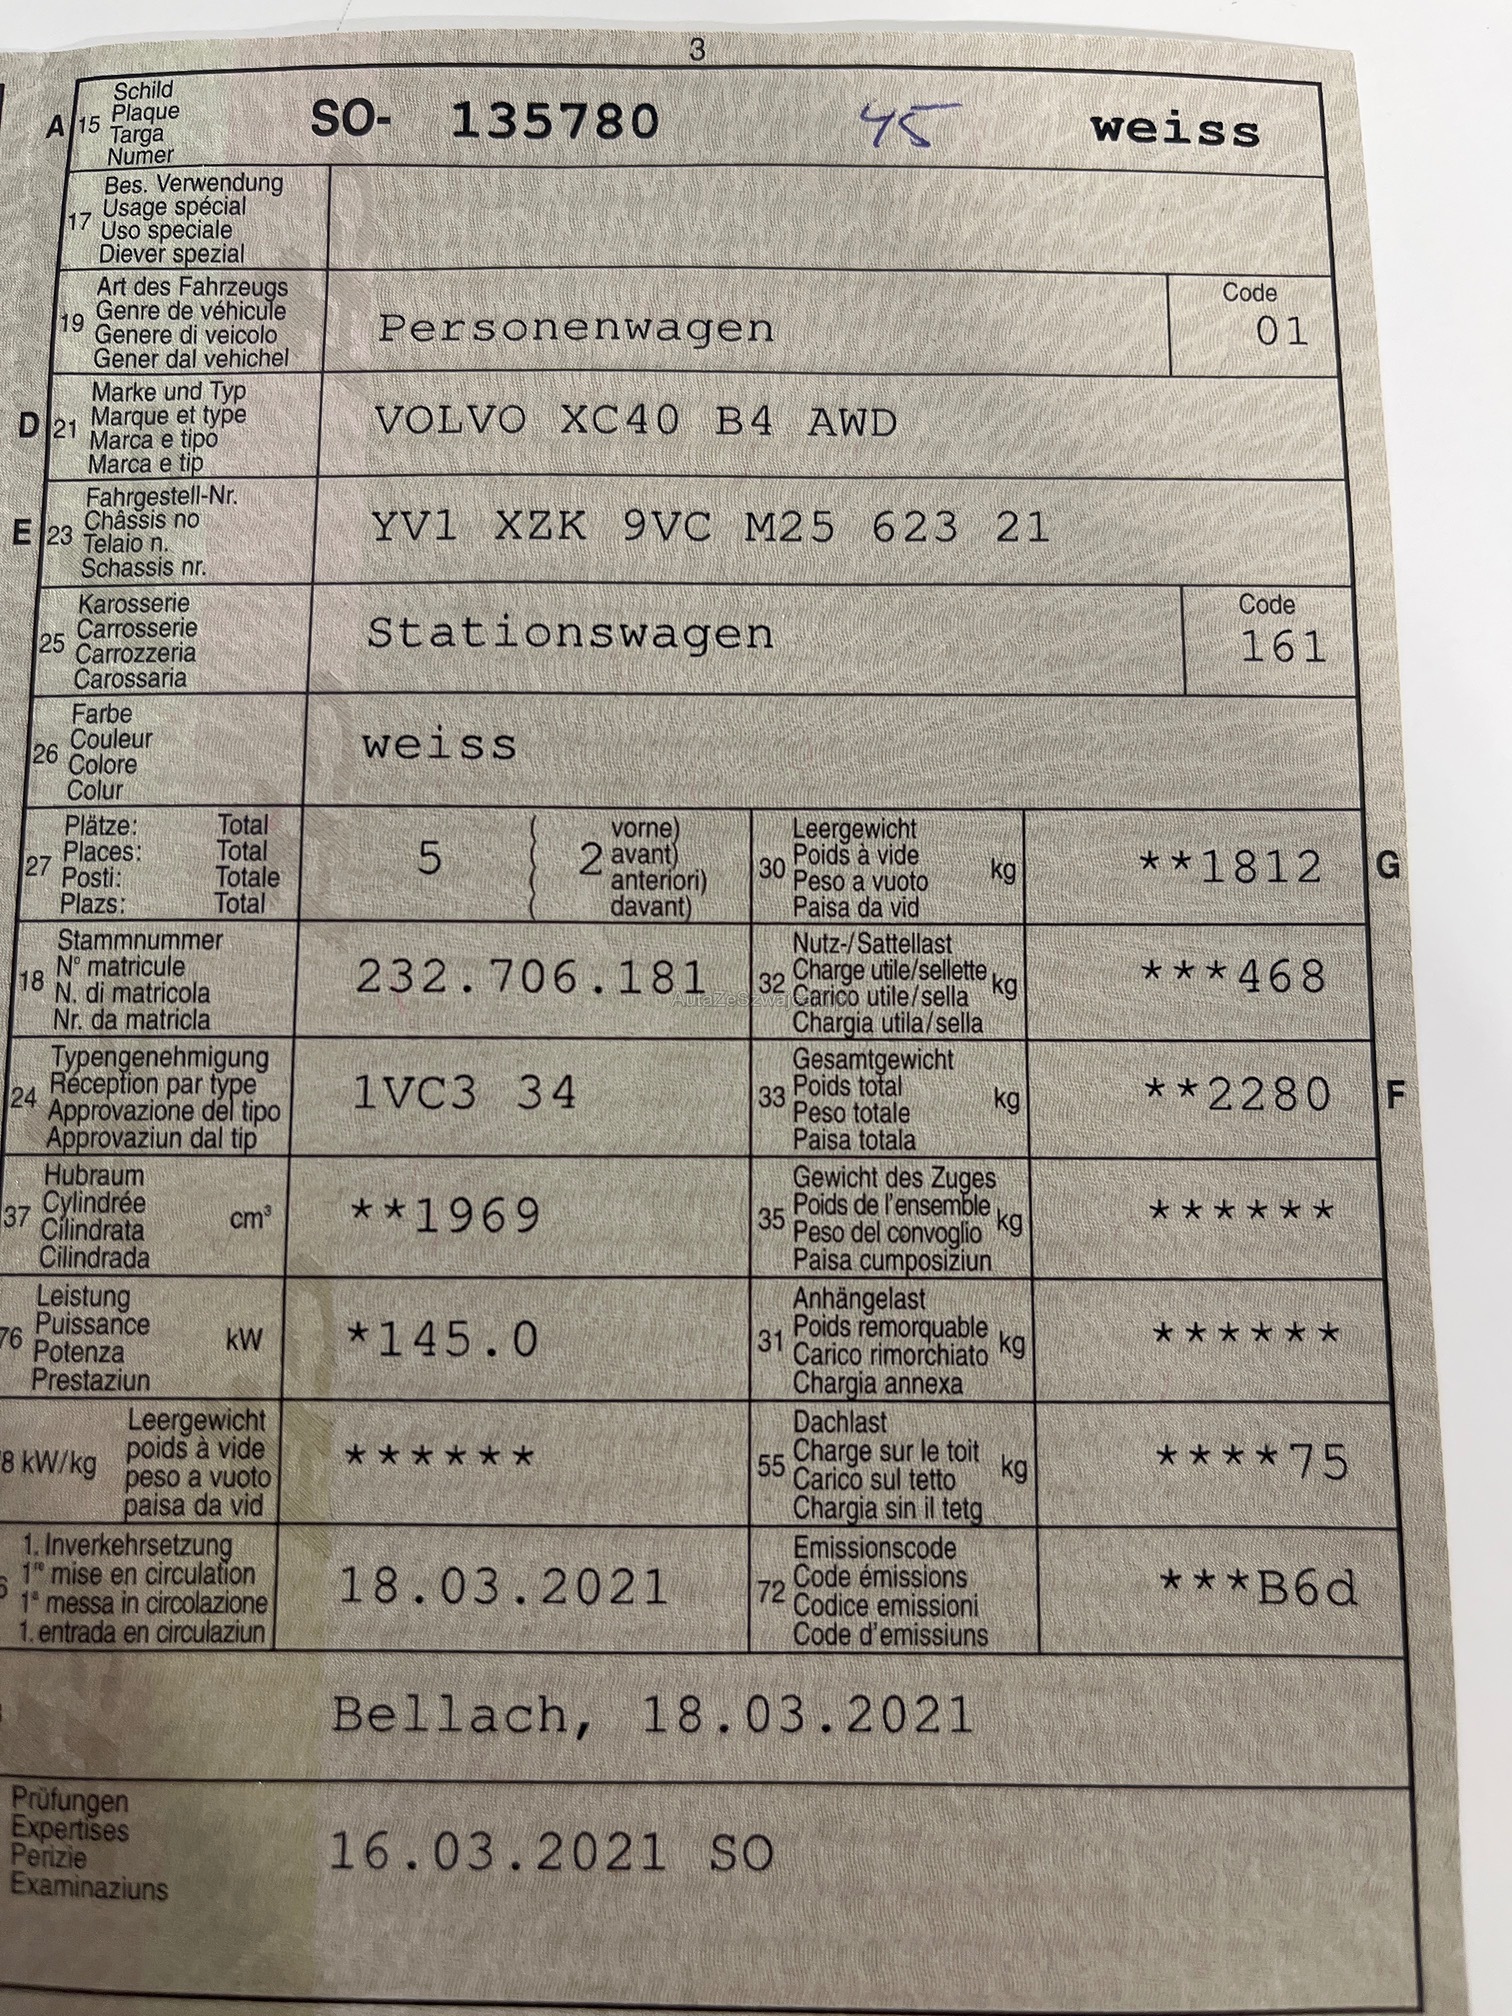 3
A 15 Schild
Plaque
Targa
Numer
SO- 135780 45 weiss
17 Bes. Verwendung
Usage spécial
Uso speciale
Diever spezial
19 Art des Fahrzeugs
Genre de véhicule
Genere di veicolo
Gener dal vehichel
Personenwagen
Code
01
D 21 Marke und Typ
Marque et type
Marca e tipo
Marca e tip
VOLVO XC40 B4 AWD
E 23 Fahrgestell-Nr.
Châssis no
Telaio n.
Schassis nr.
YV1 XZK 9VC M25 623 21
25 Karosserie
Carrosserie
Carrozzeria
Carossaria
Stationswagen
Code
161
26 Farbe
Couleur
Colore
Colur
weiss
27 Plätze: Total
Places: Total
Posti: Totale
Plazs: Total
5 ( 2 vorne)
avant)
anteriori)
davant)
30 Leergewicht
Poids à vide
Peso a vuoto
Paisa da vid
kg
**1812 G
18 Stammnummer
N° matricule
N. di matricola
Nr. da matricla
232.706.181
AutaZeSzwajcarii
32 Nutz-/Sattellast
Charge utile/sellette
Carico utile/sella
Chargia utila/sella
kg
***468
24 Typengenehmigung
Réception par type
Approvazione del tipo
Approvaziun dal tip
1VC3 34
33 Gesamtgewicht
Poids total
Peso totale
Paisa totala
kg
**2280 F
37 Hubraum
Cylindrée
Cilindrata
Cilindrada
cm³
**1969
35 Gewicht des Zuges
Poids de l'ensemble
Peso del convoglio
Paisa cumposiziun
kg
******
76 Leistung
Puissance
Potenza
Prestaziun
kW
*145.0
31 Anhängelast
Poids remorquable
Carico rimorchiato
Chargia annexa
kg
******
8 kW/kg Leergewicht
poids à vide
peso a vuoto
paisa da vid
******
55 Dachlast
Charge sur le toit
Carico sul tetto
Chargia sin il tetg
kg
****75
6 1. Inverkehrsetzung
1re mise en circulation
1a messa in circolazione
1. entrada en circulaziun
18.03.2021
72 Emissionscode
Code émissions
Codice emissioni
Code d'emissiuns
***B6d
Bellach, 18.03.2021
Prüfungen
Expertises
Perizie
Examinaziuns
16.03.2021 SO